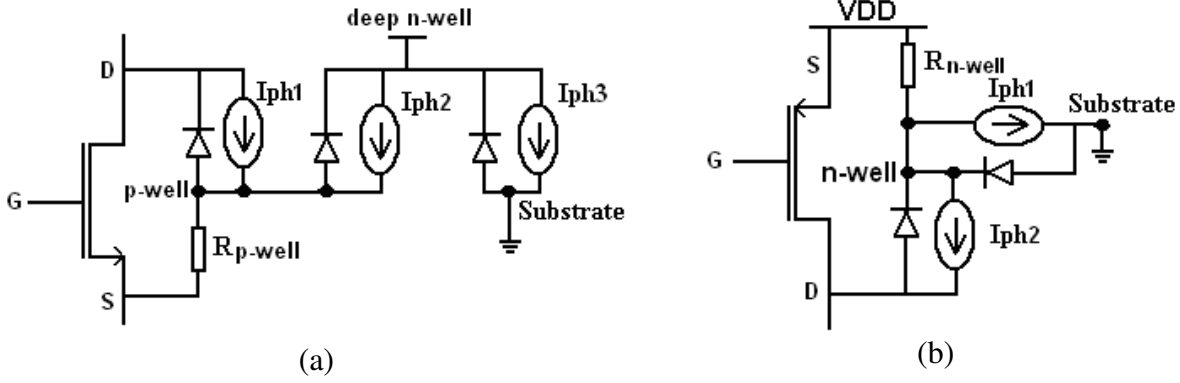 deep n-well
D
Iph1
Iph2
Iph3
G
p-well
Rp-well
Substrate
S
(a)
VDD
S
Rn-well
Iph1
Substrate
G
n-well
Iph2
D
(b)